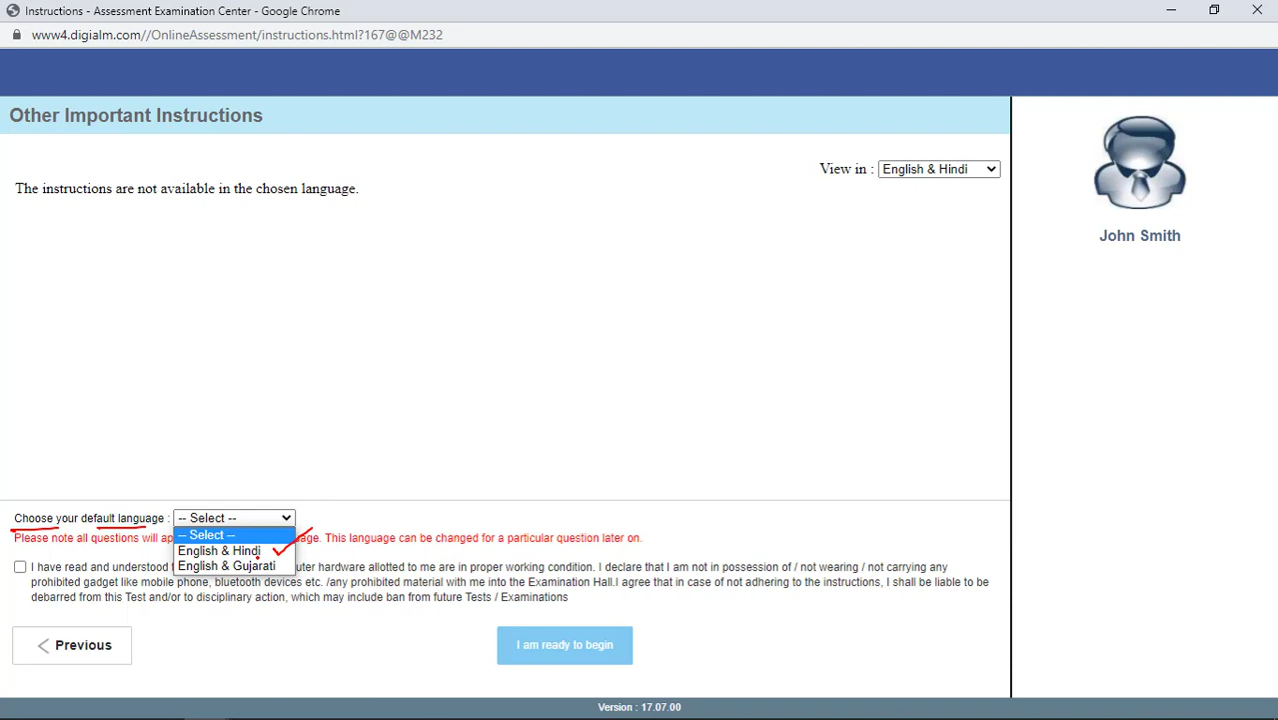 Instructions - Assessment Examination Center - Google Chrome
www4.digialm.com//OnlineAssessment/instructions.html?167@@M232
Other Important Instructions
View in : English & Hindi
The instructions are not available in the chosen language.
John Smith
Choose your default language : -- Select --
-- Select --
English & Hindi
English & Gujarati
Please note all questions will ap age. This language can be changed for a particular question later on.
I have read and understood uter hardware allotted to me are in proper working condition. I declare that I am not in possession of / not wearing / not carrying any
prohibited gadget like mobile phone, bluetooth devices etc. /any prohibited material with me into the Examination Hall.I agree that in case of not adhering to the instructions, I shall be liable to be
debarred from this Test and/or to disciplinary action, which may include ban from future Tests / Examinations
Previous
I am ready to begin
Version : 17.07.00